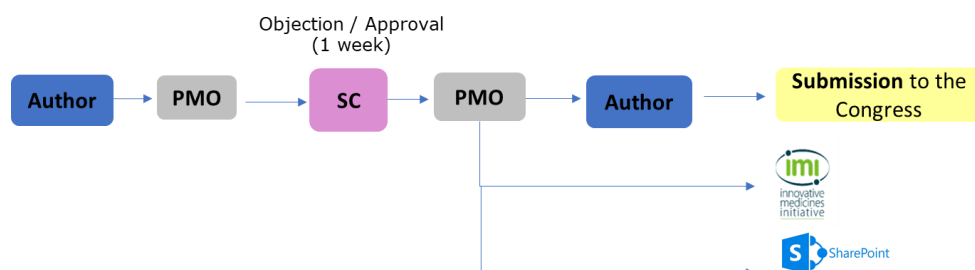 Objection / Approval
(1 week)
Author
PMO
SC
PMO
Author
Submission to the
Congress
imi
innovative
medicines
initiative
S
SharePoint